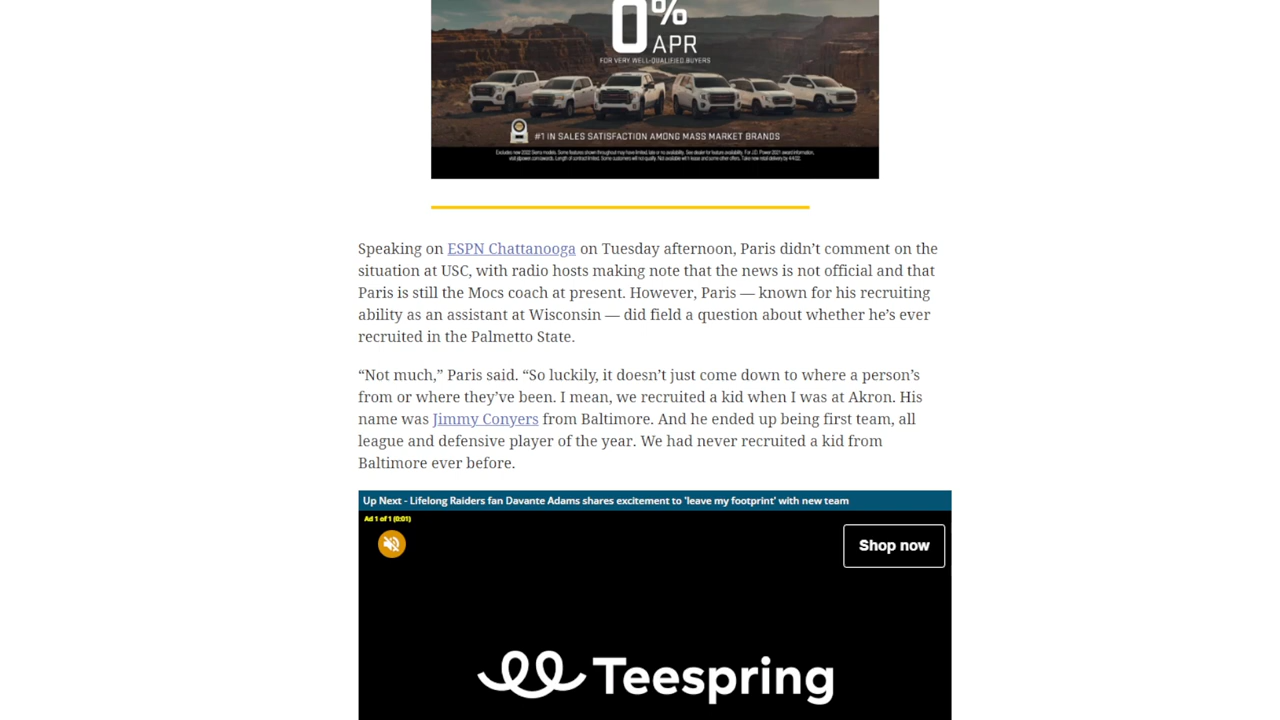 0%
APR
FOR VERY WELL-QUALIFIED BUYERS
#1 IN SALES SATISFACTION AMONG MASS MARKET BRANDS
Speaking on ESPN Chattanooga on Tuesday afternoon, Paris didn’t comment on the
situation at USC, with radio hosts making note that the news is not official and that
Paris is still the Mocs coach at present. However, Paris — known for his recruiting
ability as an assistant at Wisconsin — did field a question about whether he’s ever
recruited in the Palmetto State.
“Not much,” Paris said. “So luckily, it doesn’t just come down to where a person’s
from or where they’ve been. I mean, we recruited a kid when I was at Akron. His
name was Jimmy Conyers from Baltimore. And he ended up being first team, all
league and defensive player of the year. We had never recruited a kid from
Baltimore ever before.
Up Next - Lifelong Raiders fan Davante Adams shares excitement to 'leave my footprint' with new team
Ad 1 of 1 (0:01)
Shop now
Teespring